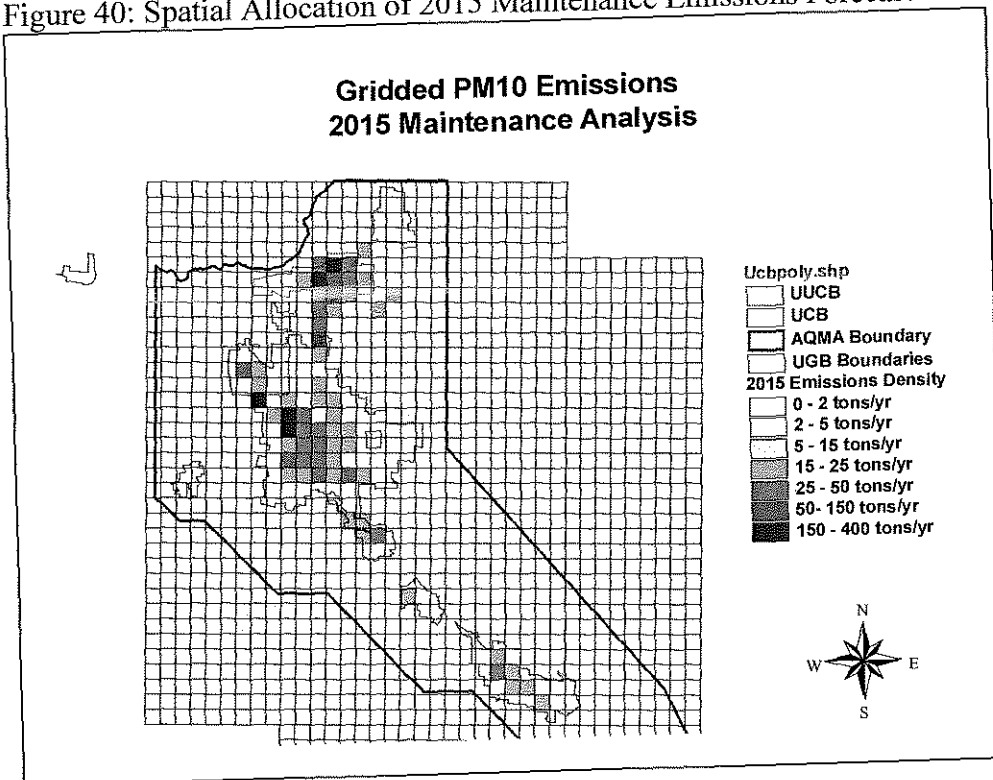 Figure 40: Spatial Allocation of 2015 Maintenance Emissions
Gridded PM10 Emissions
2015 Maintenance Analysis
Ucbpoly.shp
UUCB
UCB
AQMA Boundary
UGB Boundaries
2015 Emissions Density
0 - 2 tons/yr
2 - 5 tons/yr
5 - 15 tons/yr
15 - 25 tons/yr
25 - 50 tons/yr
50- 150 tons/yr
150 - 400 tons/yr
N
W E
S